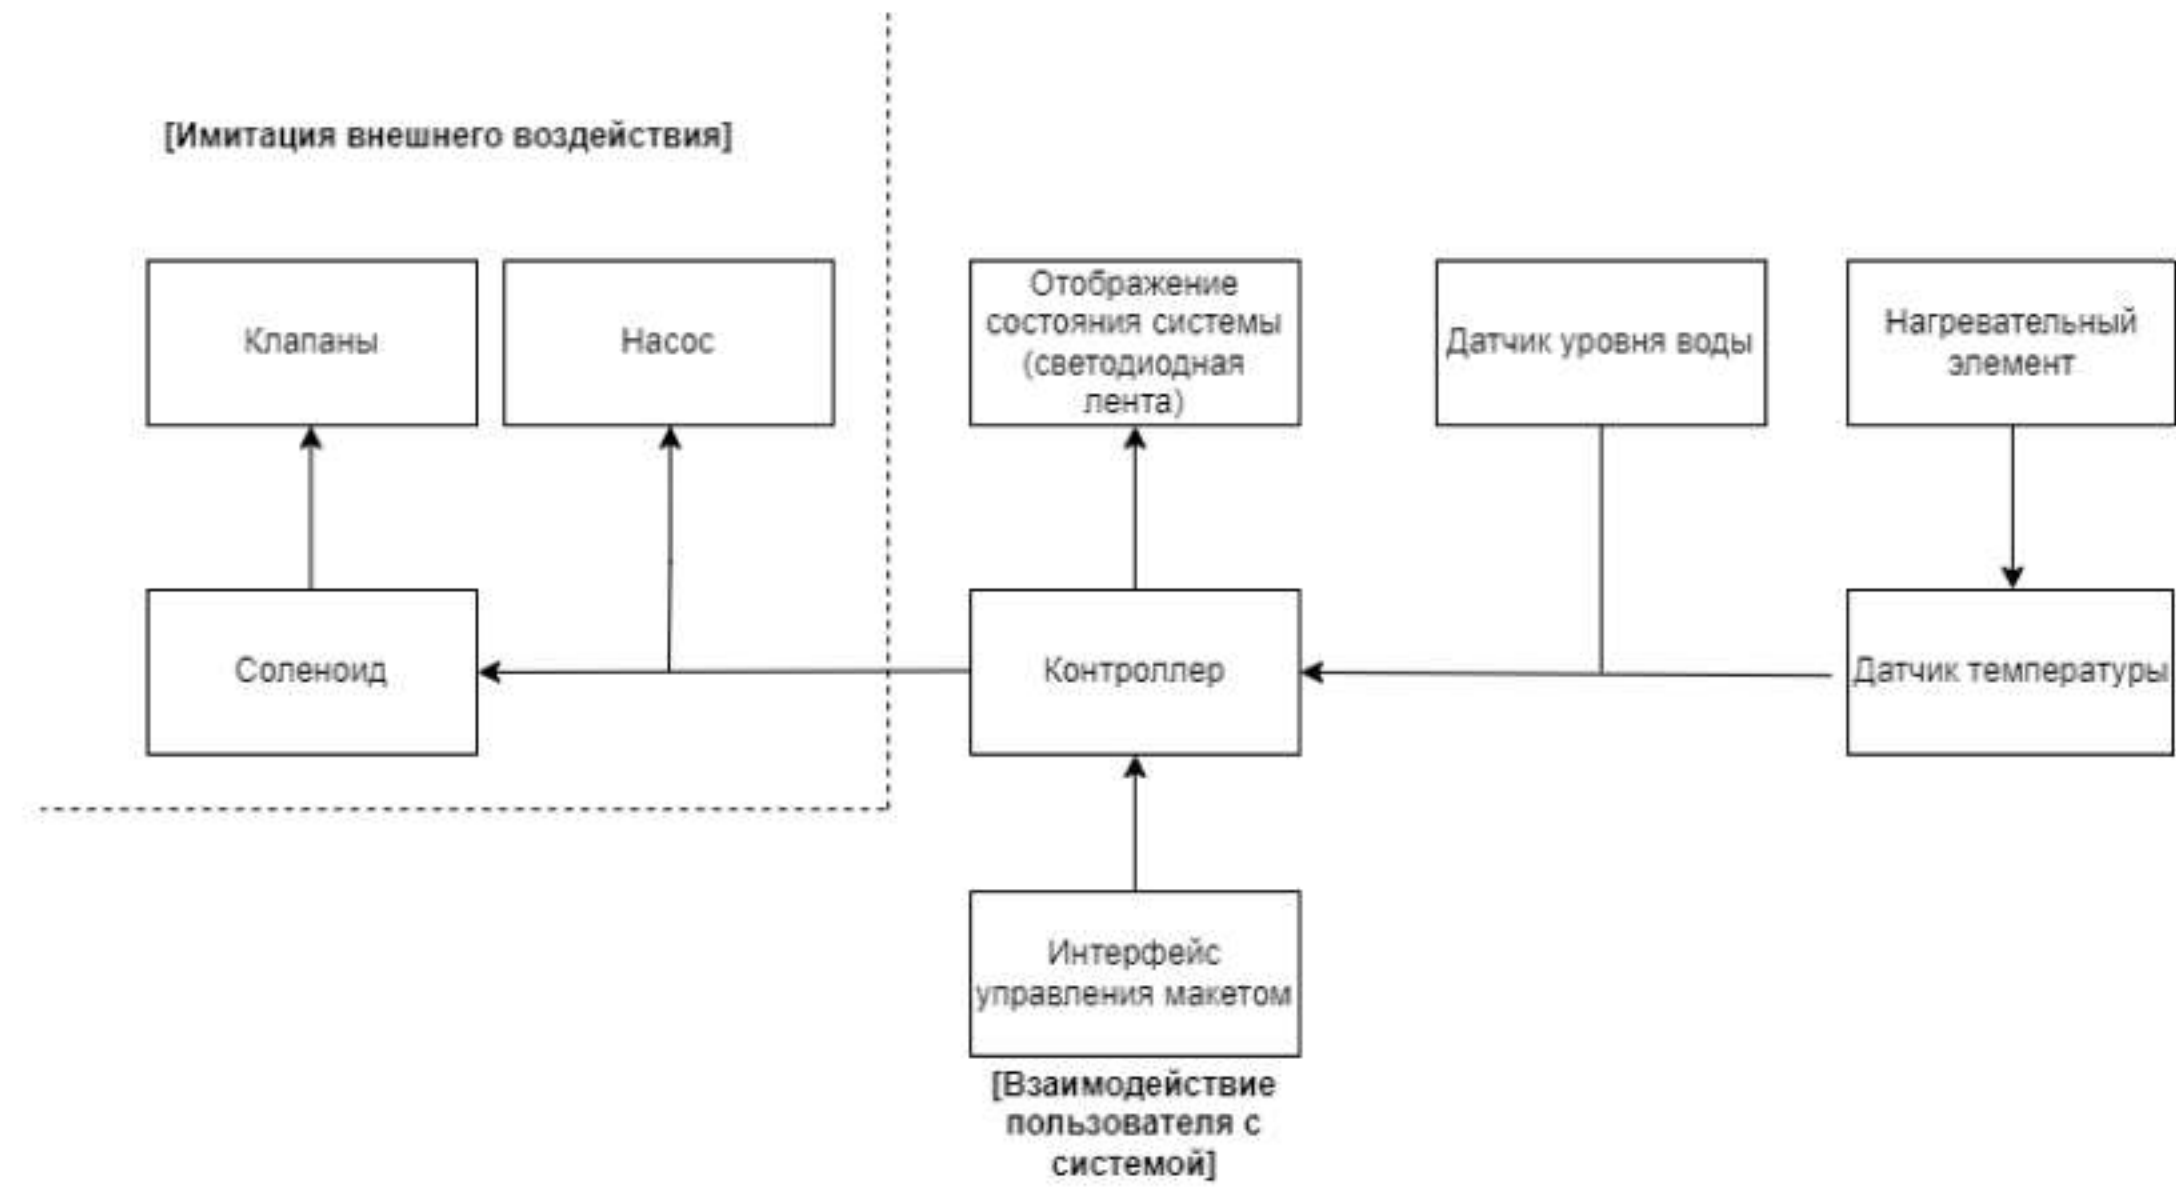 [Имитация внешнего воздействия]
Клапаны
Насос
Отображение
состояния системы
(светодиодная
лента)
Датчик уровня воды
Нагревательный
элемент
Соленоид
Контроллер
Датчик температуры
Интерфейс
управления макетом
[Взаимодействие
пользователя с
системой]